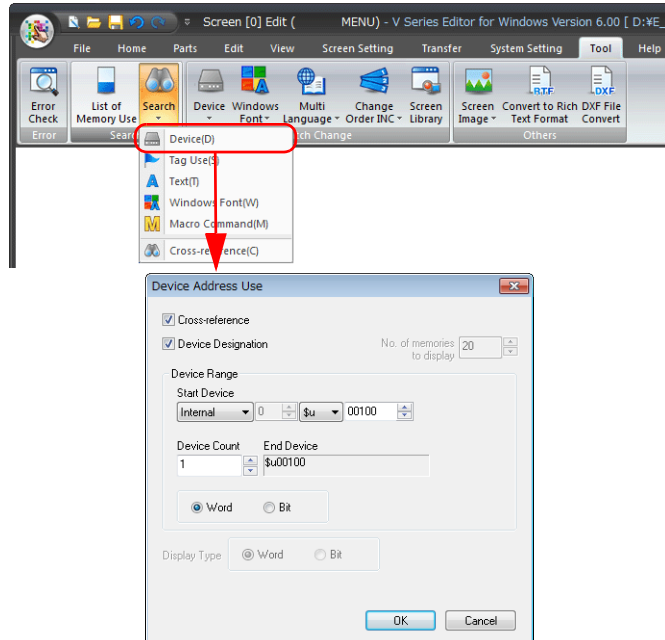 Screen [0] Edit ( MENU) - V Series Editor for Windows Version 6.00 [ D:¥E_
File Home Parts Edit View Screen Setting Transfer System Setting Tool Help
Error Check
List of Memory Use
Search
Device
Windows Font
Multi Language
Change Order INC
Screen Library
Screen Image
Convert to Rich Text Format
DXF File Convert
Error
Change
Others
Device(D)
Tag Use(S)
Text(T)
Windows Font(W)
Macro Command(M)
Cross-reference(C)
Device Address Use
Cross-reference
Device Designation
No. of memories to display
20
Device Range
Start Device
Internal 0 $u 00100
Device Count End Device
1 $u00100
Word Bit
Display Type Word Bit
OK Cancel